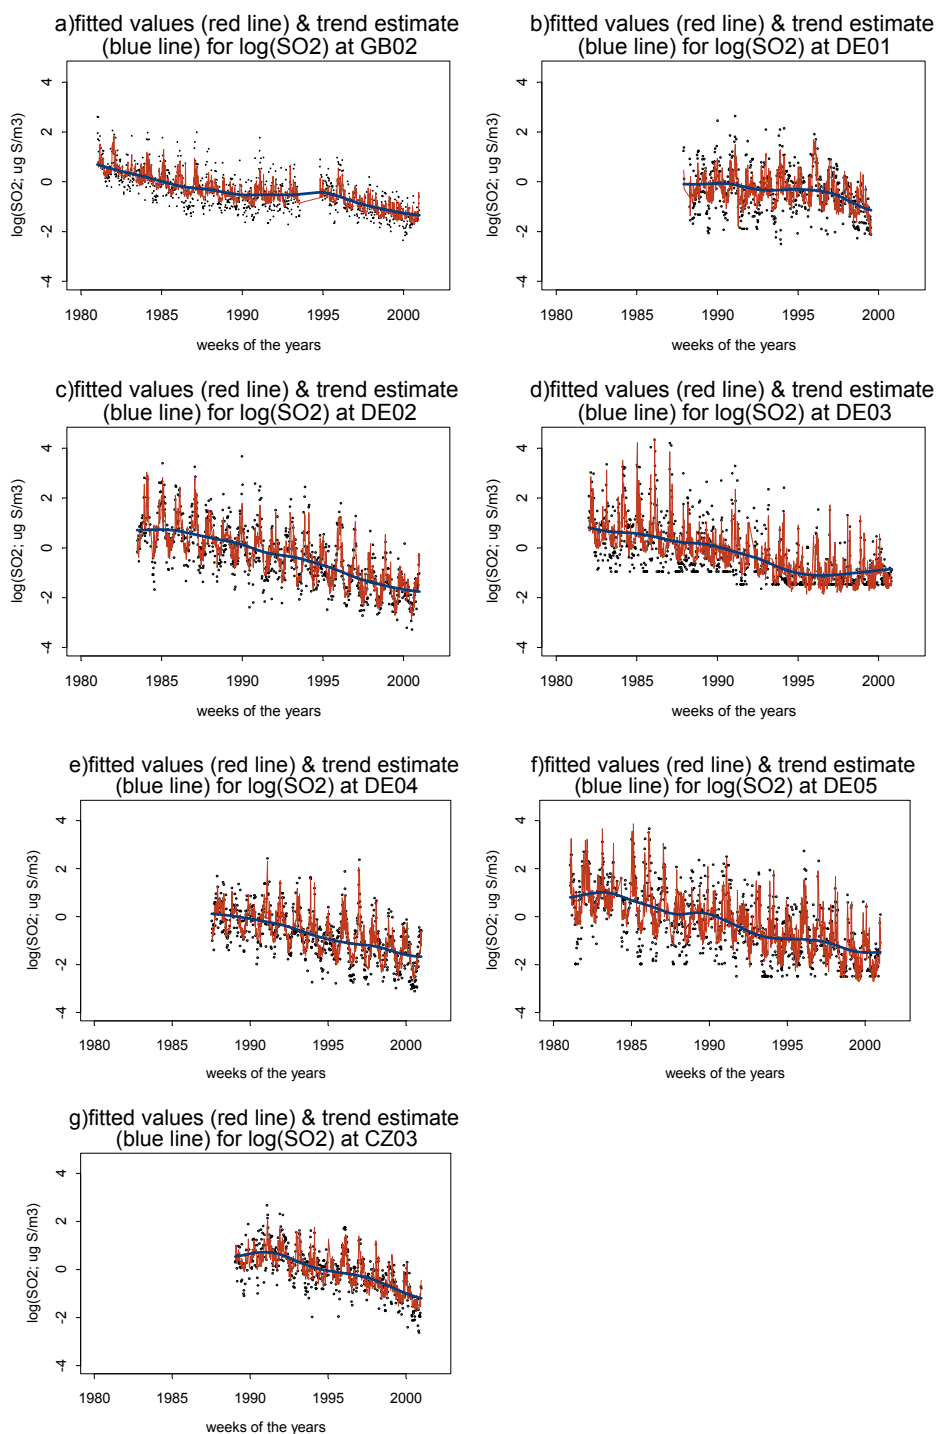 a)fitted values (red line) & trend estimate
(blue line) for log(SO2) at GB02
log(SO2; ug S/m3)
4
2
0
-2
-4
1980 1985 1990 1995 2000
weeks of the years
b)fitted values (red line) & trend estimate
(blue line) for log(SO2) at DE01
log(SO2; ug S/m3)
4
2
0
-2
-4
1980 1985 1990 1995 2000
weeks of the years
c)fitted values (red line) & trend estimate
(blue line) for log(SO2) at DE02
log(SO2; ug S/m3)
4
2
0
-2
-4
1980 1985 1990 1995 2000
weeks of the years
d)fitted values (red line) & trend estimate
(blue line) for log(SO2) at DE03
log(SO2; ug S/m3)
4
2
0
-2
-4
1980 1985 1990 1995 2000
weeks of the years
e)fitted values (red line) & trend estimate
(blue line) for log(SO2) at DE04
log(SO2; ug S/m3)
4
2
0
-2
-4
1980 1985 1990 1995 2000
weeks of the years
f)fitted values (red line) & trend estimate
(blue line) for log(SO2) at DE05
log(SO2; ug S/m3)
4
2
0
-2
-4
1980 1985 1990 1995 2000
weeks of the years
g)fitted values (red line) & trend estimate
(blue line) for log(SO2) at CZ03
log(SO2; ug S/m3)
4
2
0
-2
-4
1980 1985 1990 1995 2000
weeks of the years